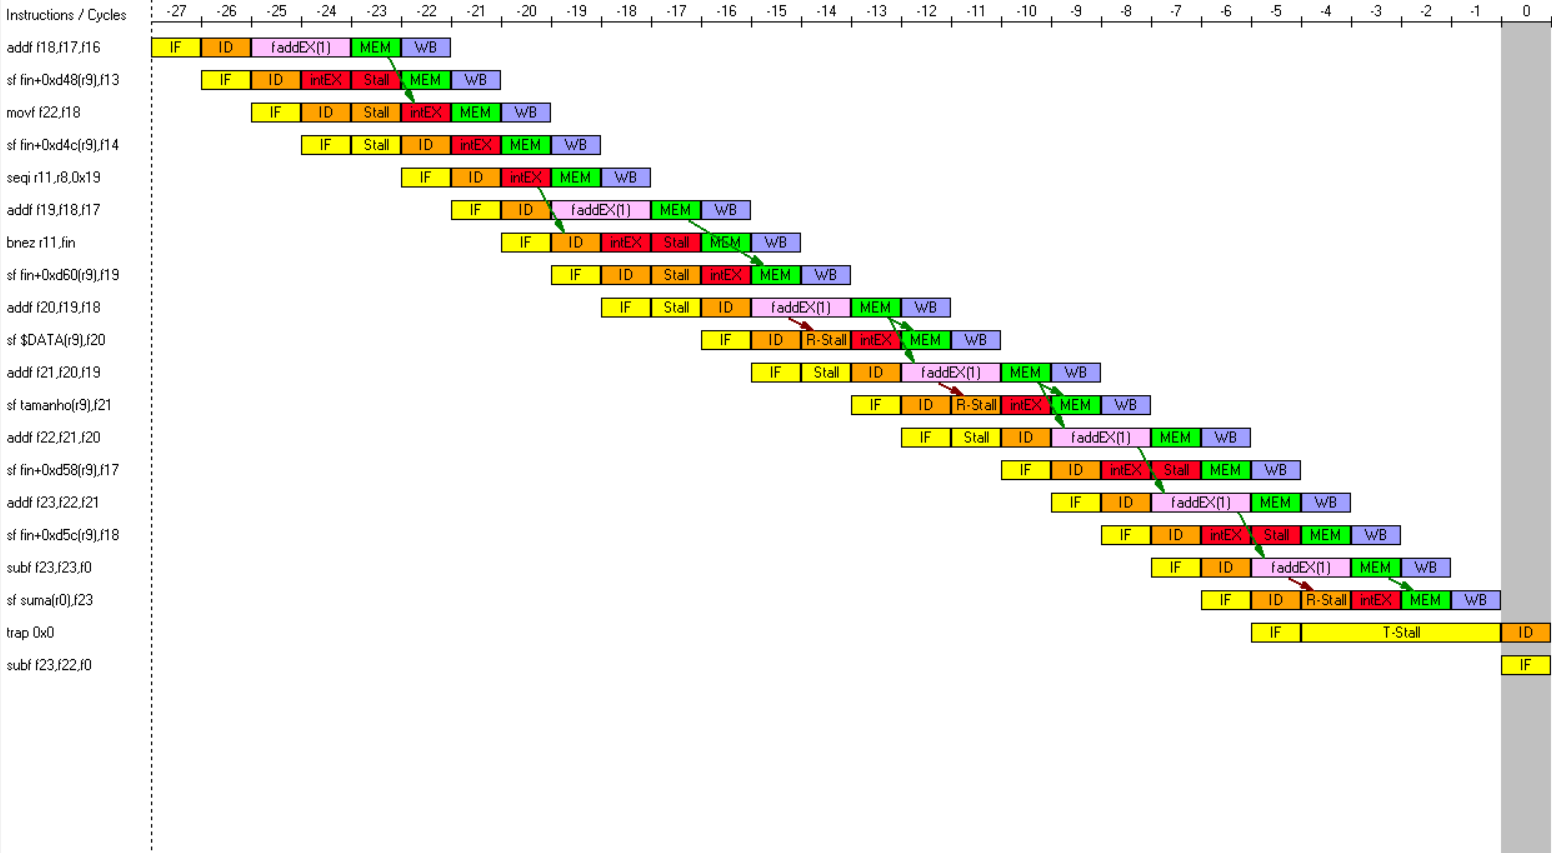 Instructions / Cycles -27 -26 -25 -24 -23 -22 -21 -20 -19 -18 -17 -16 -15 -14 -13 -12 -11 -10 -9 -8 -7 -6 -5 -4 -3 -2 -1 0
addf f18,f17,f16 IF ID faddEX(1) MEM WB
sf fin+0xd48(r9),f13 IF ID intEX Stall MEM WB
movf f22,f18 IF ID Stall intEX MEM WB
sf fin+0xd4c(r9),f14 IF Stall ID intEX MEM WB
seqi r11,r8,0x19 IF ID intEX MEM WB
addf f19,f18,f17 IF ID faddEX(1) MEM WB
bnez r11,fin IF ID intEX Stall MEM WB
sf fin+0xd60(r9),f19 IF ID Stall intEX MEM WB
addf f20,f19,f18 IF Stall ID faddEX(1) MEM WB
sf $DATA(r9),f20 IF ID R-Stall intEX MEM WB
addf f21,f20,f19 IF Stall ID faddEX(1) MEM WB
sf tamanho(r9),f21 IF ID R-Stall intEX MEM WB
addf f22,f21,f20 IF Stall ID faddEX(1) MEM WB
sf fin+0xd58(r9),f17 IF ID intEX Stall MEM WB
addf f23,f22,f21 IF ID faddEX(1) MEM WB
sf fin+0xd5c(r9),f18 IF ID intEX Stall MEM WB
subf f23,f23,f0 IF ID faddEX(1) MEM WB
sf suma(r0),f23 IF ID R-Stall intEX MEM WB
trap 0x0 IF T-Stall ID
subf f23,f22,f0 IF